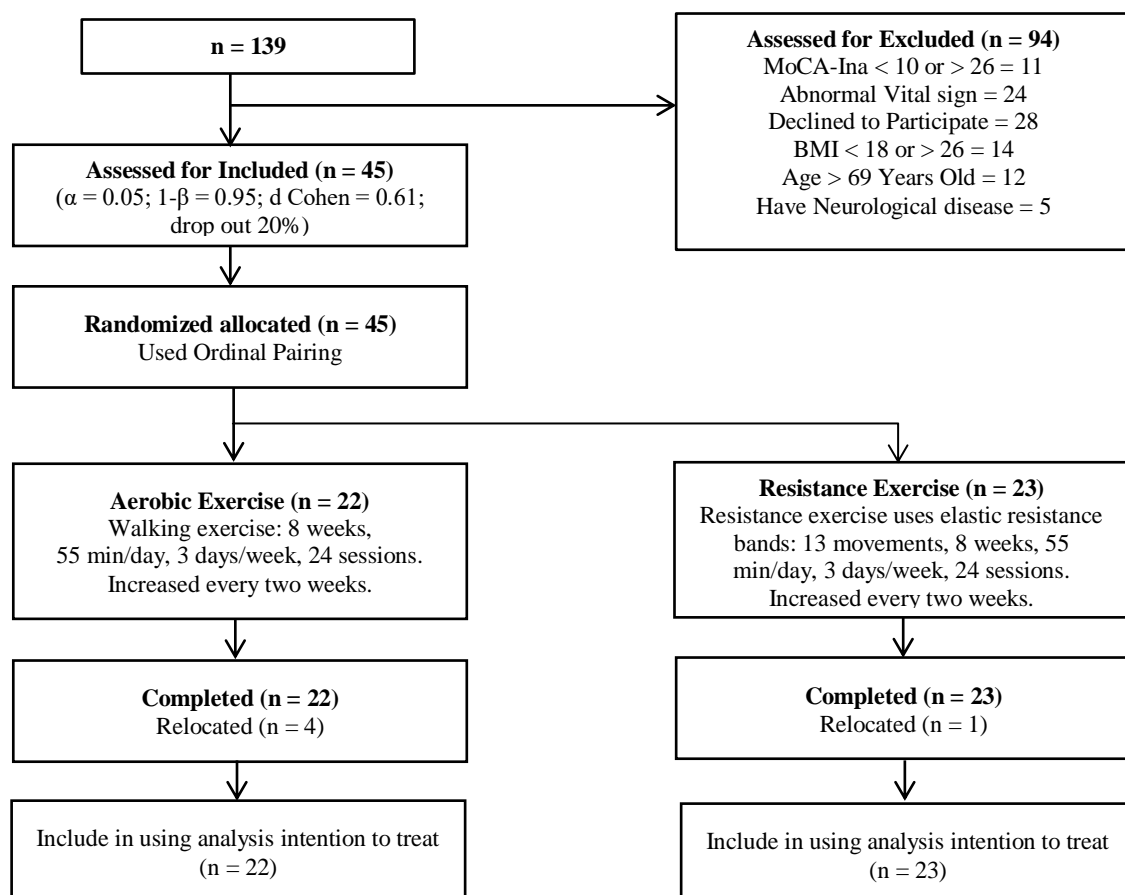 n = 139
Assessed for Excluded (n = 94)
MoCA-Ina < 10 or > 26 = 11
Abnormal Vital sign = 24
Declined to Participate = 28
BMI < 18 or > 26 = 14
Age > 69 Years Old = 12
Have Neurological disease = 5
Assessed for Included (n = 45)
(α = 0.05; 1-β = 0.95; d Cohen = 0.61;
drop out 20%)
Randomized allocated (n = 45)
Used Ordinal Pairing
Aerobic Exercise (n = 22)
Walking exercise: 8 weeks,
55 min/day, 3 days/week, 24 sessions.
Increased every two weeks.
Resistance Exercise (n = 23)
Resistance exercise uses elastic resistance
bands: 13 movements, 8 weeks, 55
min/day, 3 days/week, 24 sessions.
Increased every two weeks.
Completed (n = 22)
Relocated (n = 4)
Completed (n = 23)
Relocated (n = 1)
Include in using analysis intention to treat
(n = 22)
Include in using analysis intention to treat
(n = 23)